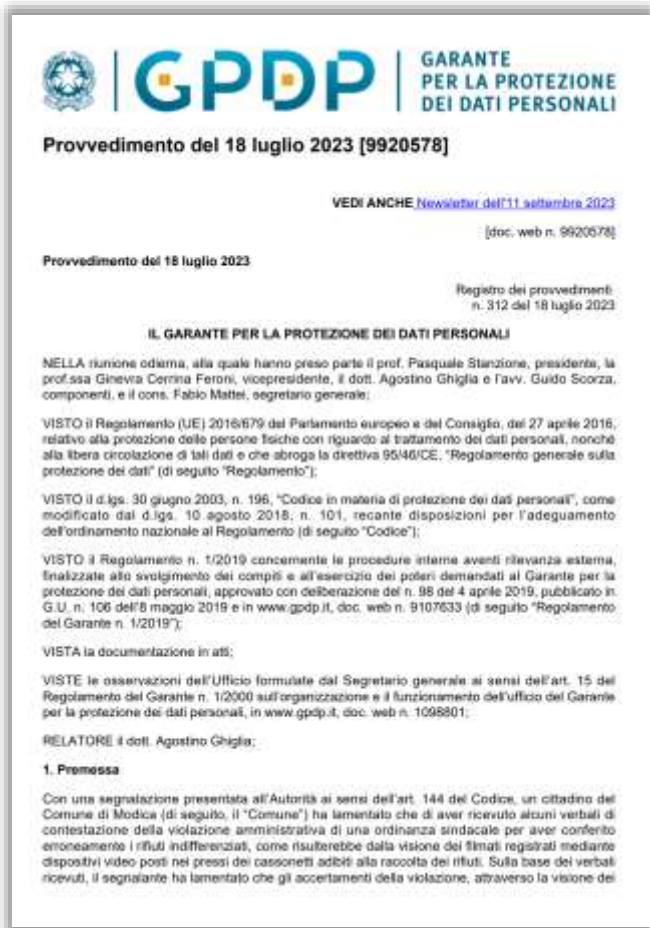 GPDP
GARANTE
PER LA PROTEZIONE
DEI DATI PERSONALI
Provvedimento del 18 luglio 2023 [9920578]
VEDI ANCHE Newsletter dell'11 settembre 2023
[doc. web n. 9920578]
Provvedimento del 18 luglio 2023
Registro dei provvedimenti
n. 312 del 18 luglio 2023
IL GARANTE PER LA PROTEZIONE DEI DATI PERSONALI
NELLA riunione odierna, alla quale hanno preso parte il prof. Pasquale Stanzione, presidente, la
prof.ssa Ginevra Cerrina Feroni, vicepresidente, il dott. Agostino Ghiglia e l'avv. Guido Scorza,
componenti, e il cons. Fabio Mattei, segretario generale;
VISTO il Regolamento (UE) 2016/679 del Parlamento europeo e del Consiglio, del 27 aprile 2016,
relativo alla protezione delle persone fisiche con riguardo al trattamento dei dati personali, nonché
alla libera circolazione di tali dati e che abroga la direttiva 95/46/CE, "Regolamento generale sulla
protezione dei dati" (di seguito "Regolamento");
VISTO il d.lgs. 30 giugno 2003, n. 196, "Codice in materia di protezione dei dati personali", come
modificato dal d.lgs. 10 agosto 2018, n. 101, recante disposizioni per l'adeguamento
dell'ordinamento nazionale al Regolamento (di seguito "Codice");
VISTO il Regolamento n. 1/2019 concernente le procedure interne aventi rilevanza esterna,
finalizzate allo svolgimento dei compiti e all'esercizio dei poteri demandati al Garante per la
protezione dei dati personali, approvato con deliberazione del n. 98 del 4 aprile 2019, pubblicato in
G.U. n. 106 dell'8 maggio 2019 e in www.gpdp.it, doc. web n. 9107633 (di seguito "Regolamento
del Garante n. 1/2019");
VISTA la documentazione in atti;
VISTE le osservazioni dell'Ufficio formulate dal Segretario generale ai sensi dell'art. 15 del
Regolamento del Garante n. 1/2000 sull'organizzazione e il funzionamento dell'ufficio del Garante
per la protezione dei dati personali, in www.gpdp.it, doc. web n. 1098801;
RELATORE il dott. Agostino Ghiglia;
1. Premessa
Con una segnalazione presentata all'Autorità ai sensi dell'art. 144 del Codice, un cittadino del
Comune di Modica (di seguito, il "Comune") ha lamentato che di aver ricevuto alcuni verbali di
contestazione della violazione amministrativa di una ordinanza sindacale per aver conferito
erroneamente i rifiuti indifferenziati, come risulterebbe dalla visione dei filmati registrati mediante
dispositivi video posti nei pressi dei cassonetti adibiti alla raccolta dei rifiuti. Sulla base dei verbali
ricevuti, il segnalante ha lamentato che gli accertamenti della violazione, attraverso la visione dei